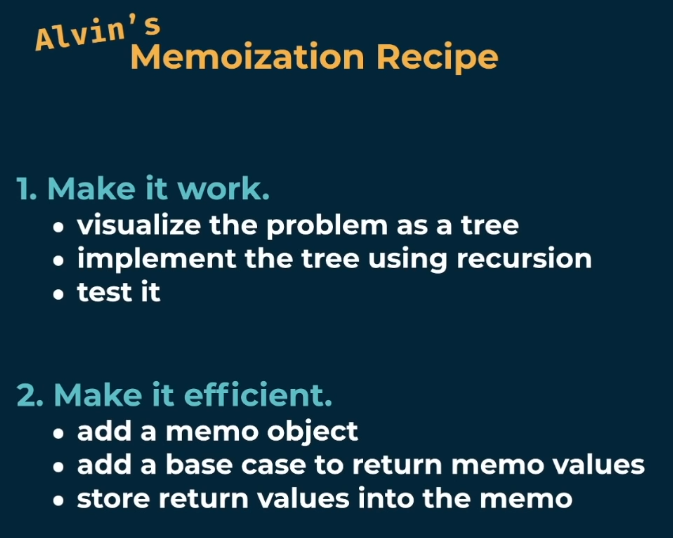 Alvin's
Memoization Recipe
1. Make it work.
• visualize the problem as a tree
• implement the tree using recursion
• test it
2. Make it efficient.
• add a memo object
• add a base case to return memo values
• store return values into the memo